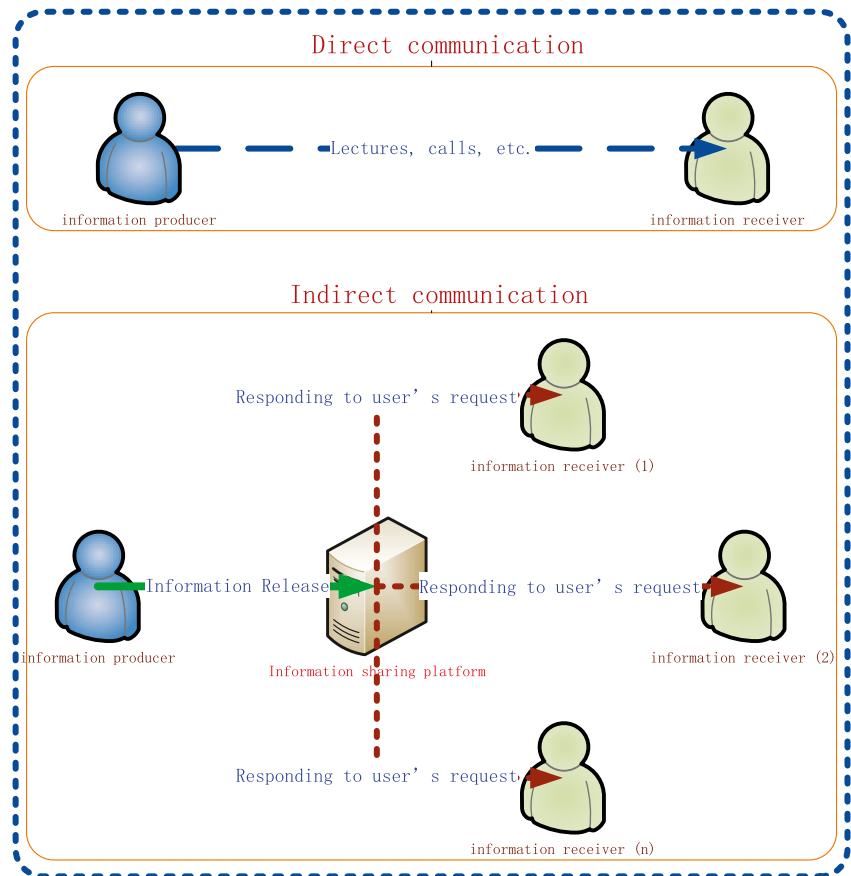 Direct communication
Lectures, calls, etc.
information producer
information receiver
Indirect communication
Responding to user's request
information receiver (1)
Information Release
Responding to user's request
information producer
information receiver (2)
Information sharing platform
Responding to user's request
information receiver (n)